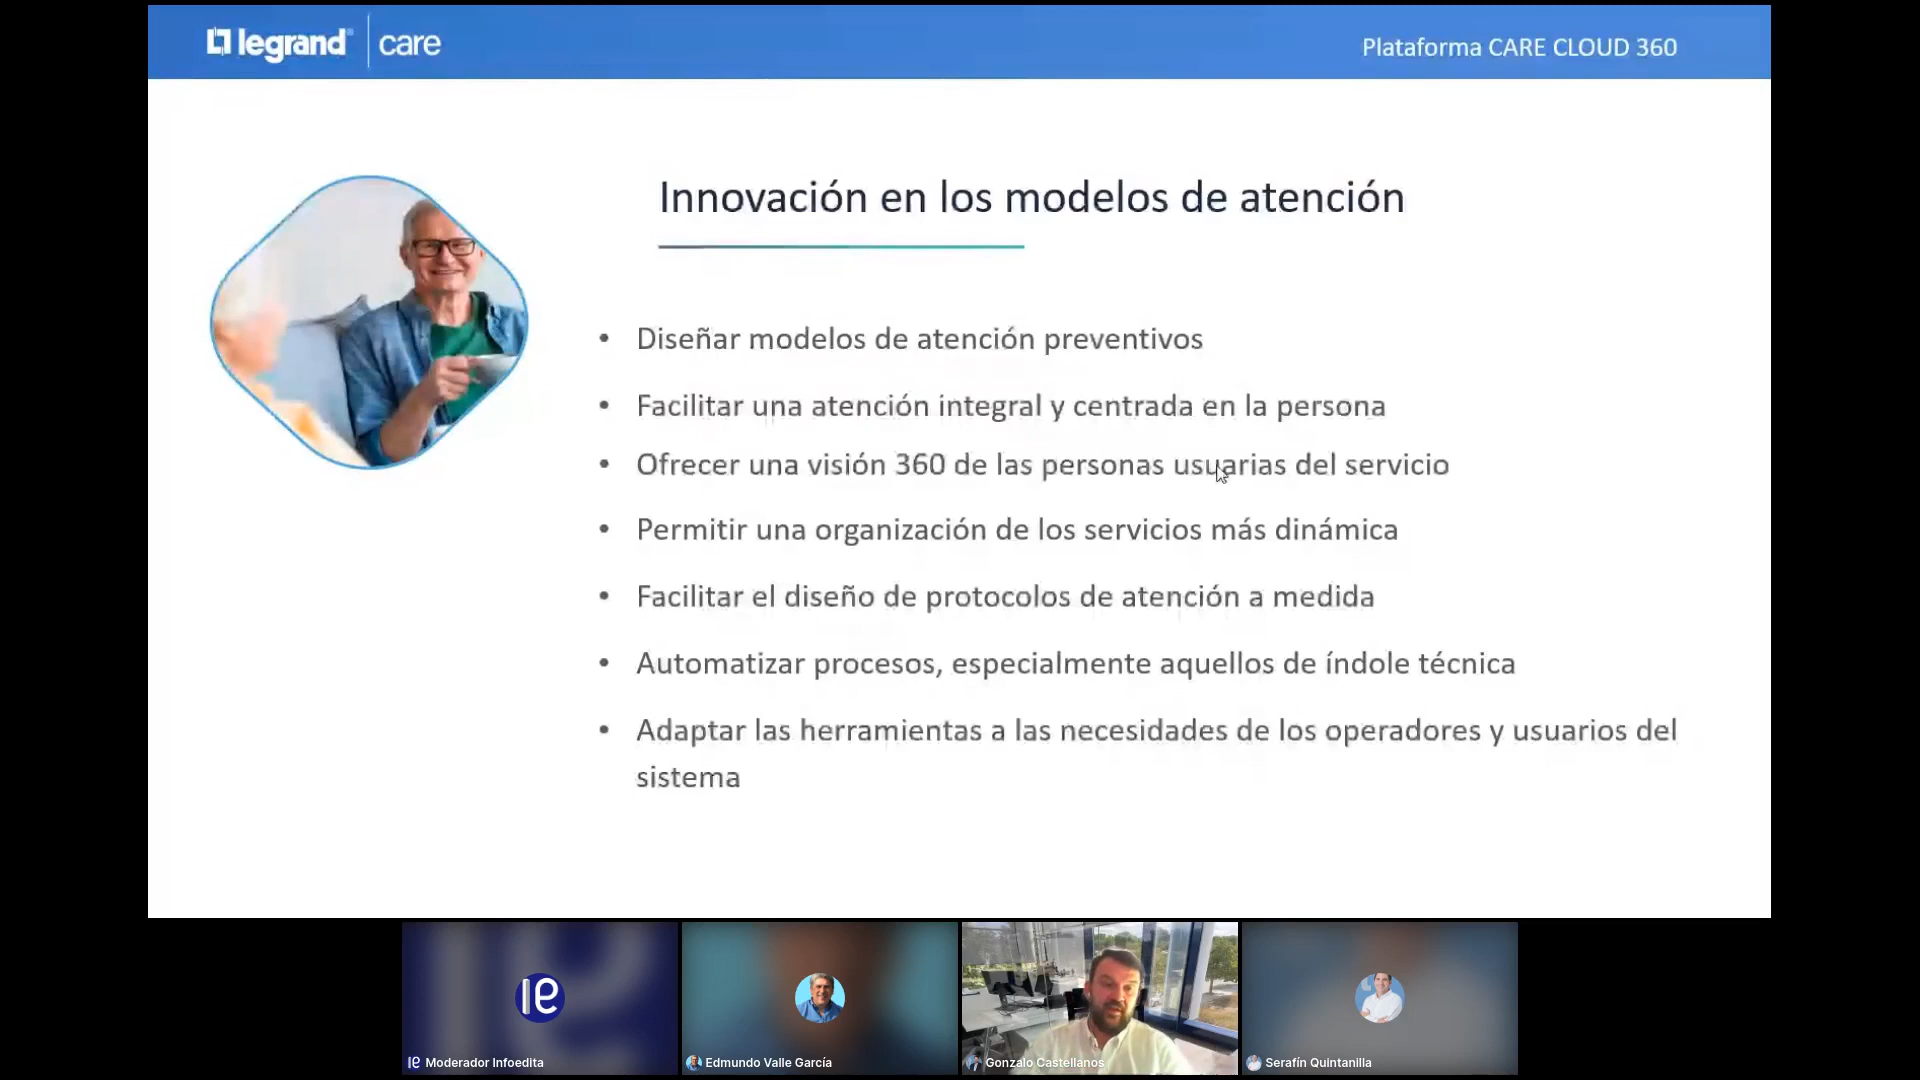 legrand care
Plataforma CARE CLOUD 360
Innovación en los modelos de atención
• Diseñar modelos de atención preventivos
• Facilitar una atención integral y centrada en la persona
• Ofrecer una visión 360 de las personas usuarias del servicio
• Permitir una organización de los servicios más dinámica
• Facilitar el diseño de protocolos de atención a medida
• Automatizar procesos, especialmente aquellos de índole técnica
• Adaptar las herramientas a las necesidades de los operadores y usuarios del
sistema
ie
ie Moderador Infoedita
Edmundo Valle García
Gonzalo Castellanos
Serafín Quintanilla